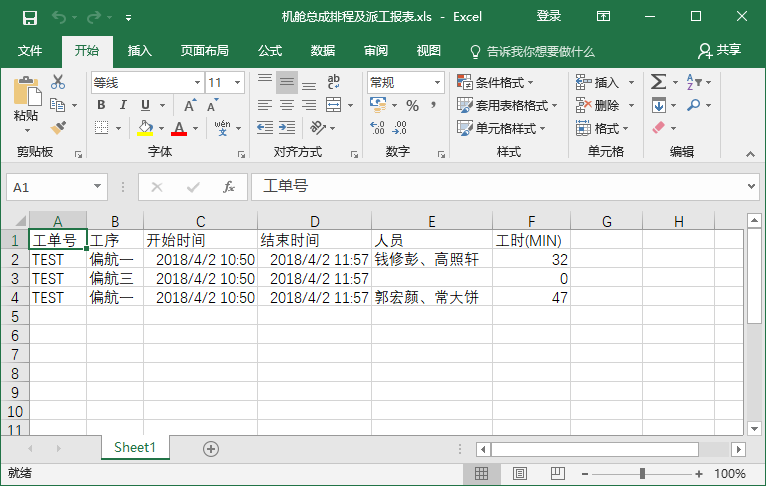 机舱总成排程及派工报表.xls - Excel
登录
文件 开始 插入 页面布局 公式 数据 审阅 视图 告诉我你想要做什么 共享
粘贴
剪贴板
等线 11
B I U A A
A wén 文
字体
ab c
对齐方式
常规
% ,
.00 .0
数字
条件格式
套用表格格式
单元格样式
样式
插入
删除
格式
单元格
Σ A Z
编辑
A1 fx 工单号
A B C D E F G H
1 工单号 工序 开始时间 结束时间 人员 工时(MIN)
2 TEST 偏航一 2018/4/2 10:50 2018/4/2 11:57 钱修彭、高照轩 32
3 TEST 偏航三 2018/4/2 10:50 2018/4/2 11:57 0
4 TEST 偏航一 2018/4/2 10:50 2018/4/2 11:57 郭宏颜、常大饼 47
5
6
7
8
9
10
11
Sheet1
就绪 100%